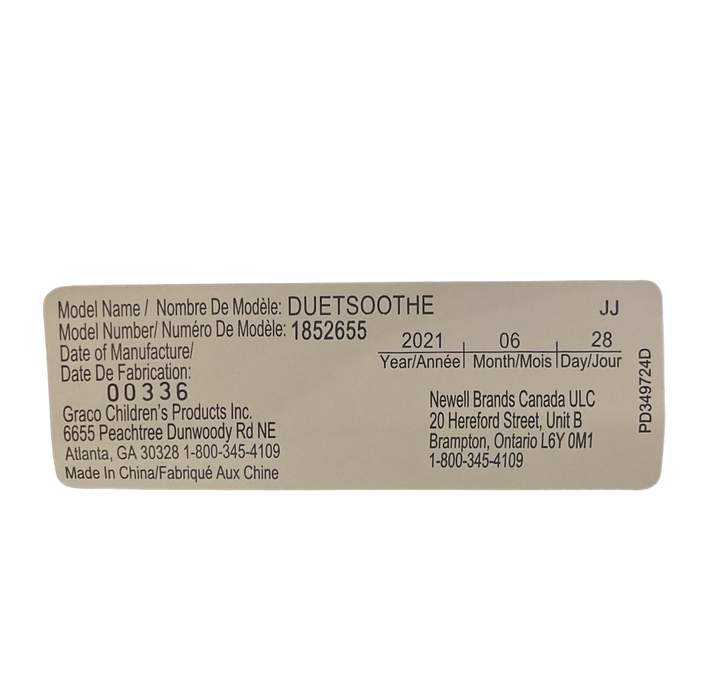 Model Name / Nombre De Modèle: DUETSOOTHE
JJ
Model Number/ Numéro De Modèle: 1852655
Date of Manufacture/
Date De Fabrication:
2021 06 28
Year/Année Month/Mois Day/Jour
00336
Graco Children's Products Inc.
6655 Peachtree Dunwoody Rd NE
Atlanta, GA 30328 1-800-345-4109
Made In China/Fabriqué Aux Chine
Newell Brands Canada ULC
20 Hereford Street, Unit B
Brampton, Ontario L6Y 0M1
1-800-345-4109
PD349724D